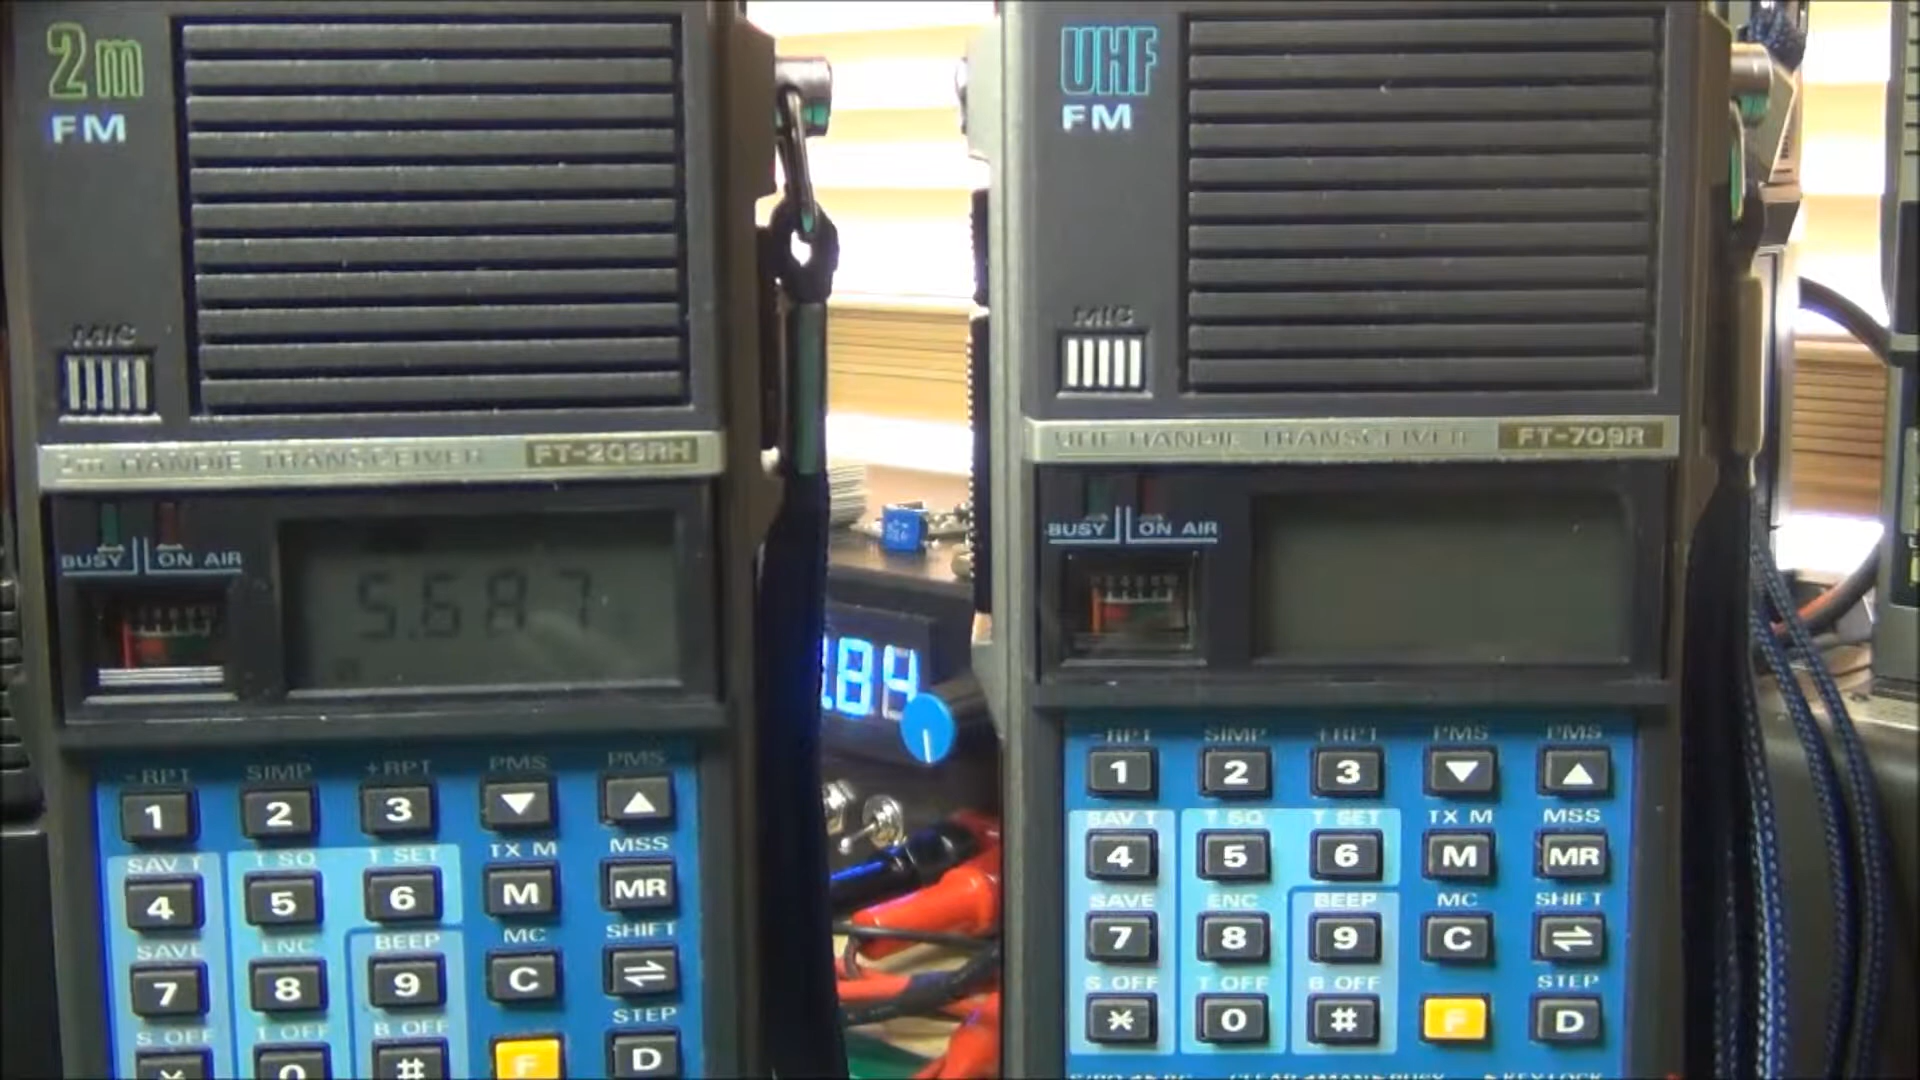 2m
FM
MIC
2m HANDIE TRANSCEIVER FT-209RH
BUSY ON AIR
5.687
-RPT SIMP +RPT PMS PMS
1 2 3 ▼ ▲
SAV T T SQ T SET TX M MSS
4 5 6 M MR
SAVE ENC BEEP MC SHIFT
7 8 9 C ⇌
S OFF T OFF B OFF STEP
* 0 # F D
.84
UHF
FM
MIC
UHF HANDIE TRANSCEIVER FT-709R
BUSY ON AIR
-RPT SIMP +RPT PMS PMS
1 2 3 ▼ ▲
SAV T T SQ T SET TX M MSS
4 5 6 M MR
SAVE ENC BEEP MC SHIFT
7 8 9 C ⇌
S OFF T OFF B OFF STEP
* 0 # F D